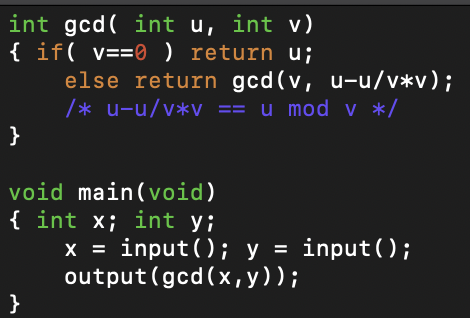 int gcd( int u, int v)
{ if( v==0 ) return u;
    else return gcd(v, u-u/v*v);
    /* u-u/v*v == u mod v */
}

void main(void)
{ int x; int y;
    x = input(); y = input();
    output(gcd(x,y));
}